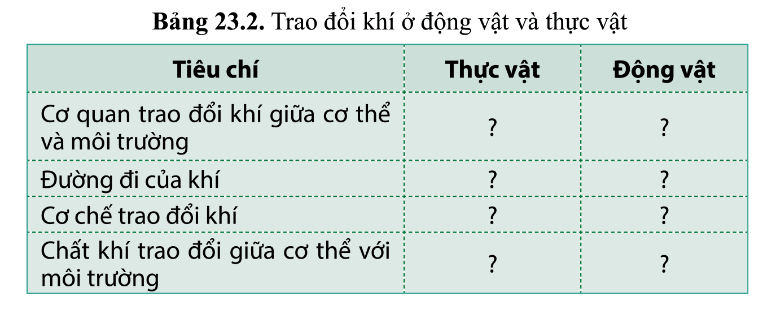 Bảng 23.2. Trao đổi khí ở động vật và thực vật
Tiêu chí Thực vật Động vật
Cơ quan trao đổi khí giữa cơ thể
và môi trường ? ?
Đường đi của khí ? ?
Cơ chế trao đổi khí ? ?
Chất khí trao đổi giữa cơ thể với
môi trường ? ?